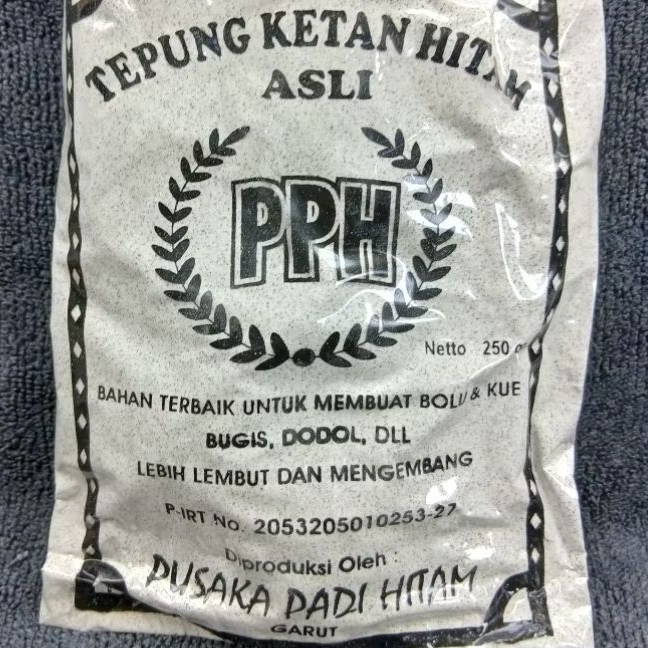 TEPUNG KETAN HITAM
ASLI
PPH
Netto 250 g
BAHAN TERBAIK UNTUK MEMBUAT BOLU & KUE
BUGIS, DODOL, DLL
LEBIH LEMBUT DAN MENGEMBANG
P-IRT No. 2053205010253-27
Diproduksi Oleh :
PUSAKA PADI HITAM
GARUT